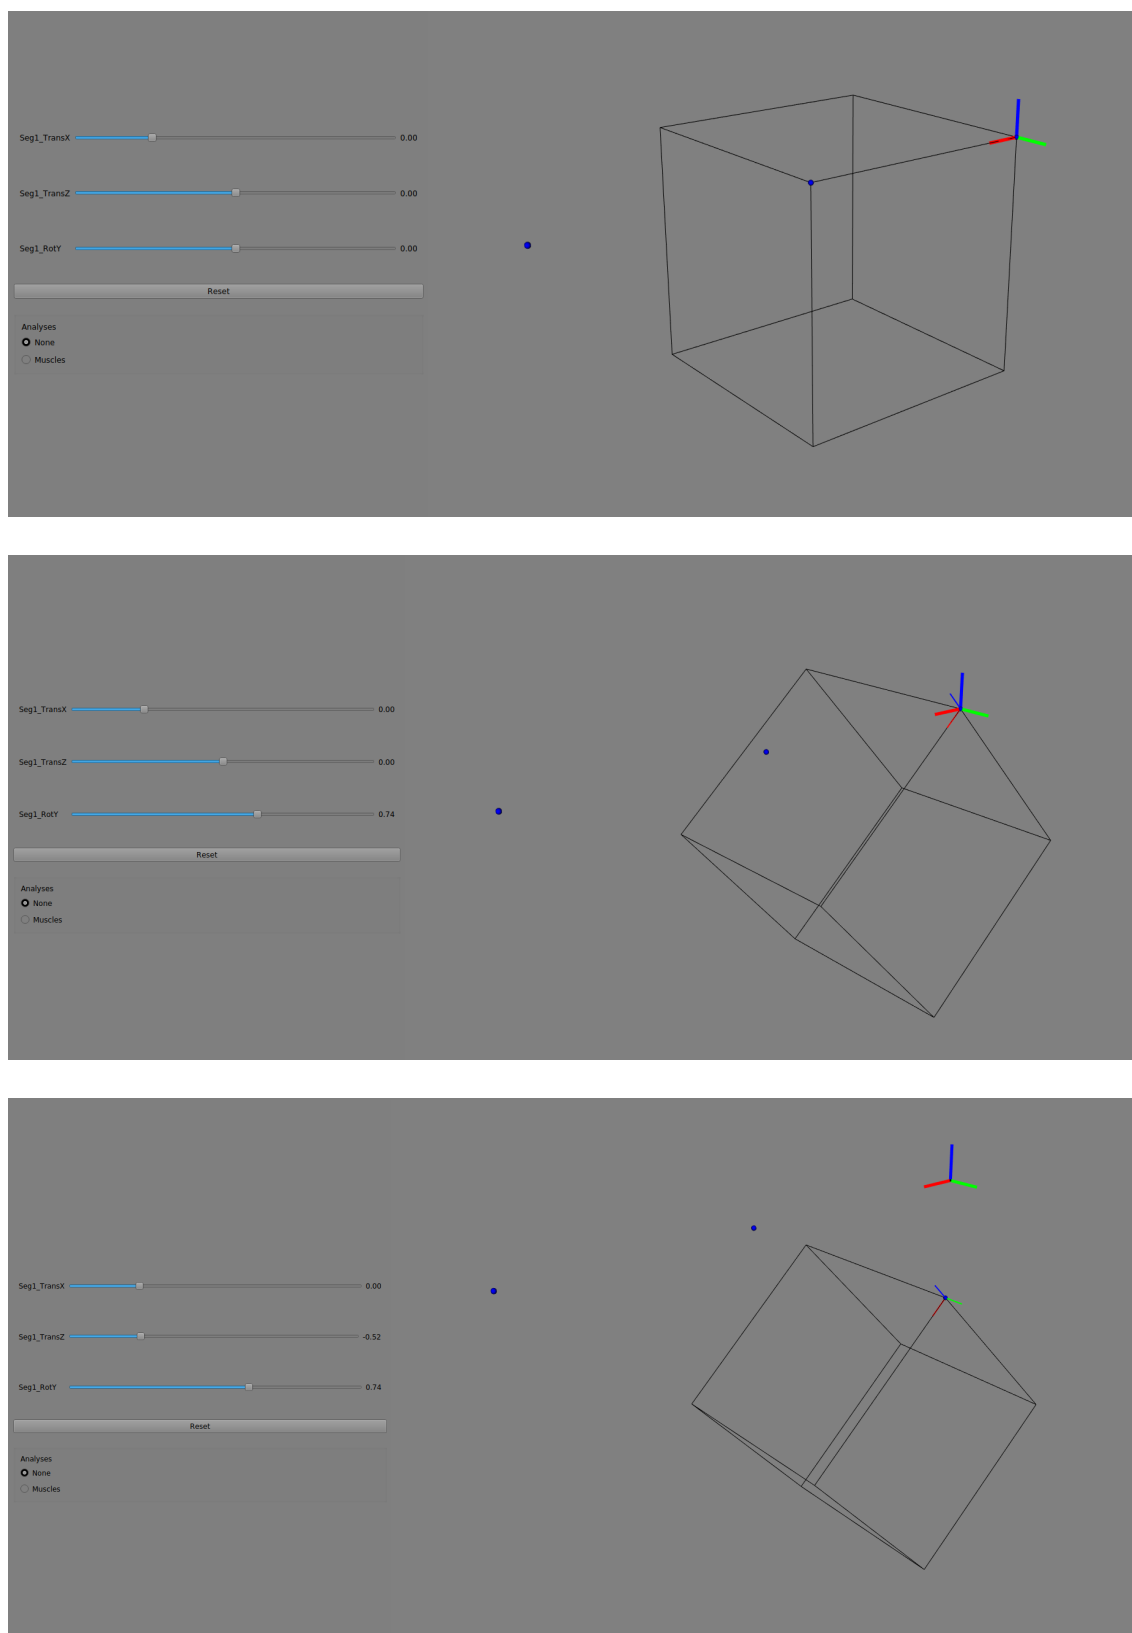 Seg1_TransX 0.00
Seg1_TransZ 0.00
Seg1_RotY 0.00
Reset
Analyses
None
Muscles
Seg1_TransX 0.00
Seg1_TransZ 0.00
Seg1_RotY 0.74
Reset
Analyses
None
Muscles
Seg1_TransX 0.00
Seg1_TransZ -0.52
Seg1_RotY 0.74
Reset
Analyses
None
Muscles